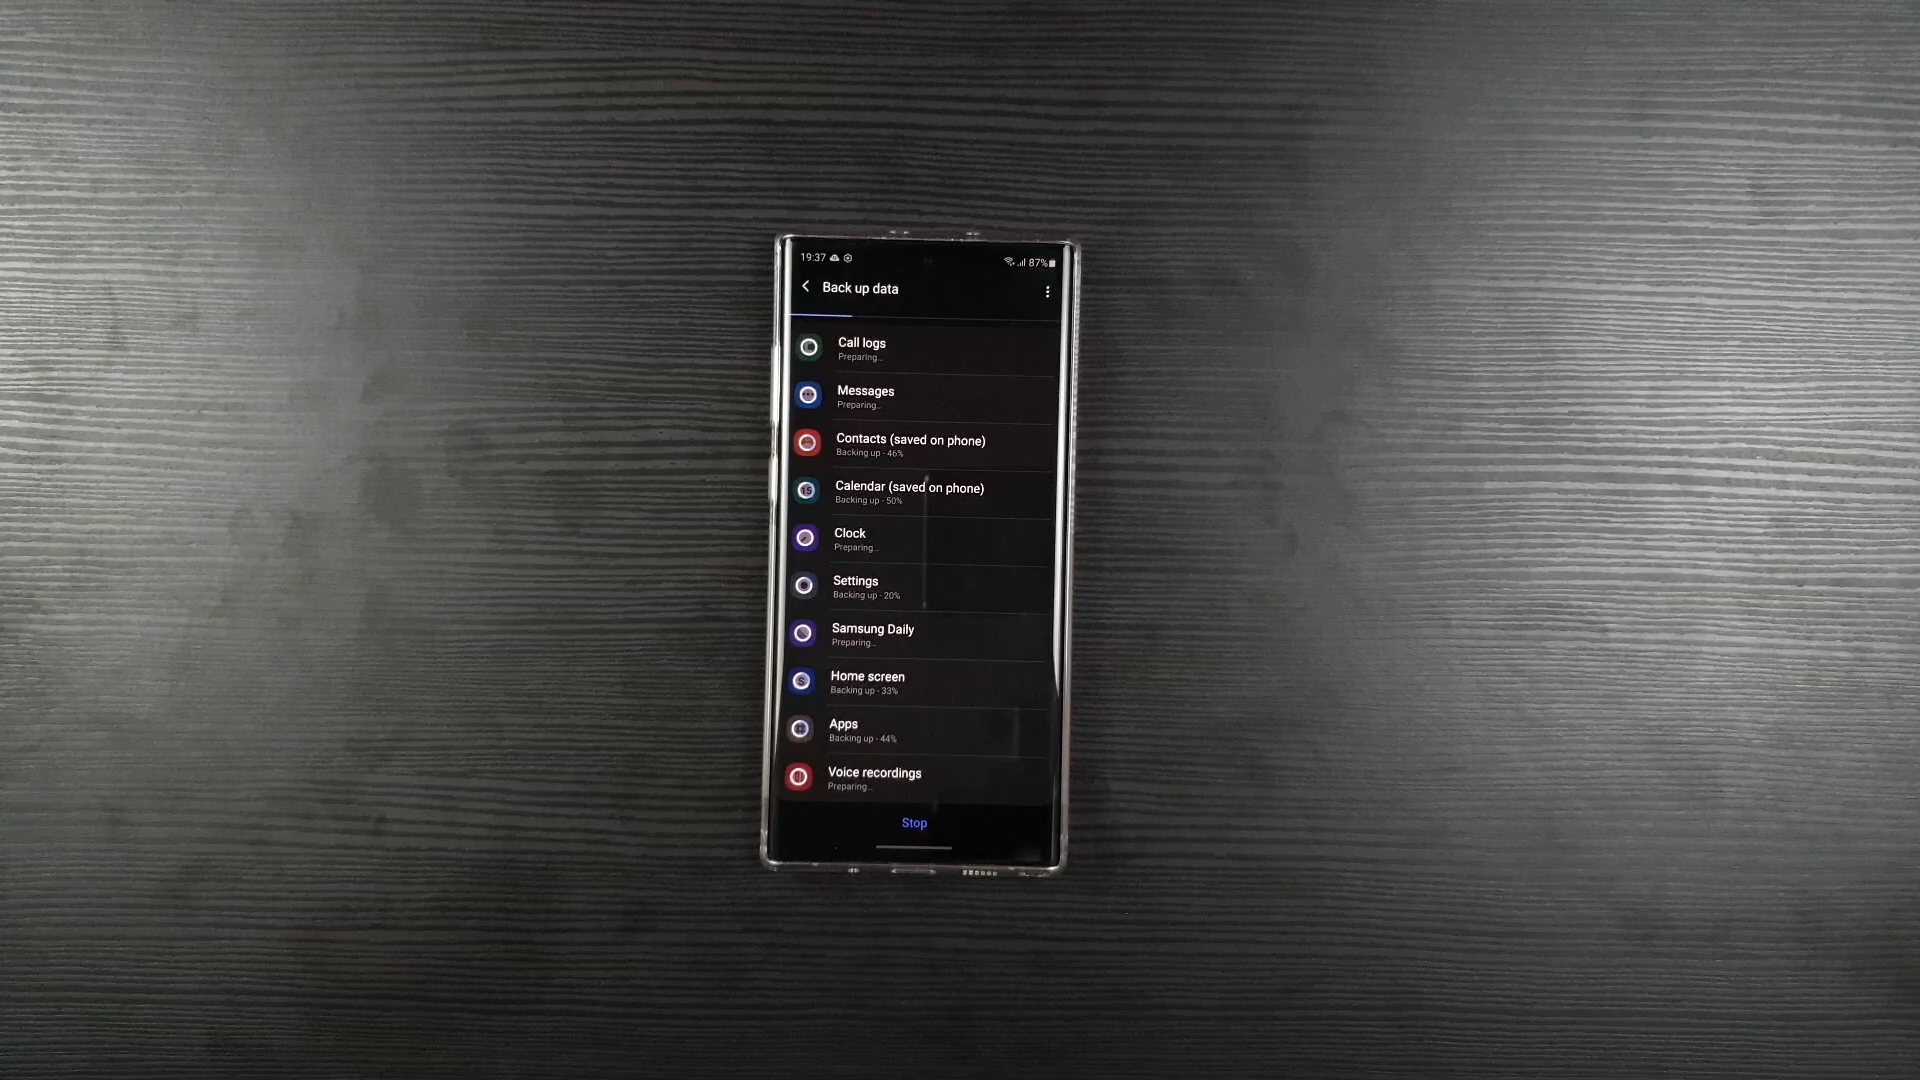 19:37 87%
Back up data
Call logs
Preparing...
Messages
Preparing...
Contacts (saved on phone)
Backing up - 46%
Calendar (saved on phone)
Backing up - 50%
Clock
Preparing...
Settings
Backing up - 20%
Samsung Daily
Preparing...
Home screen
Backing up - 33%
Apps
Backing up - 44%
Voice recordings
Preparing...
Stop